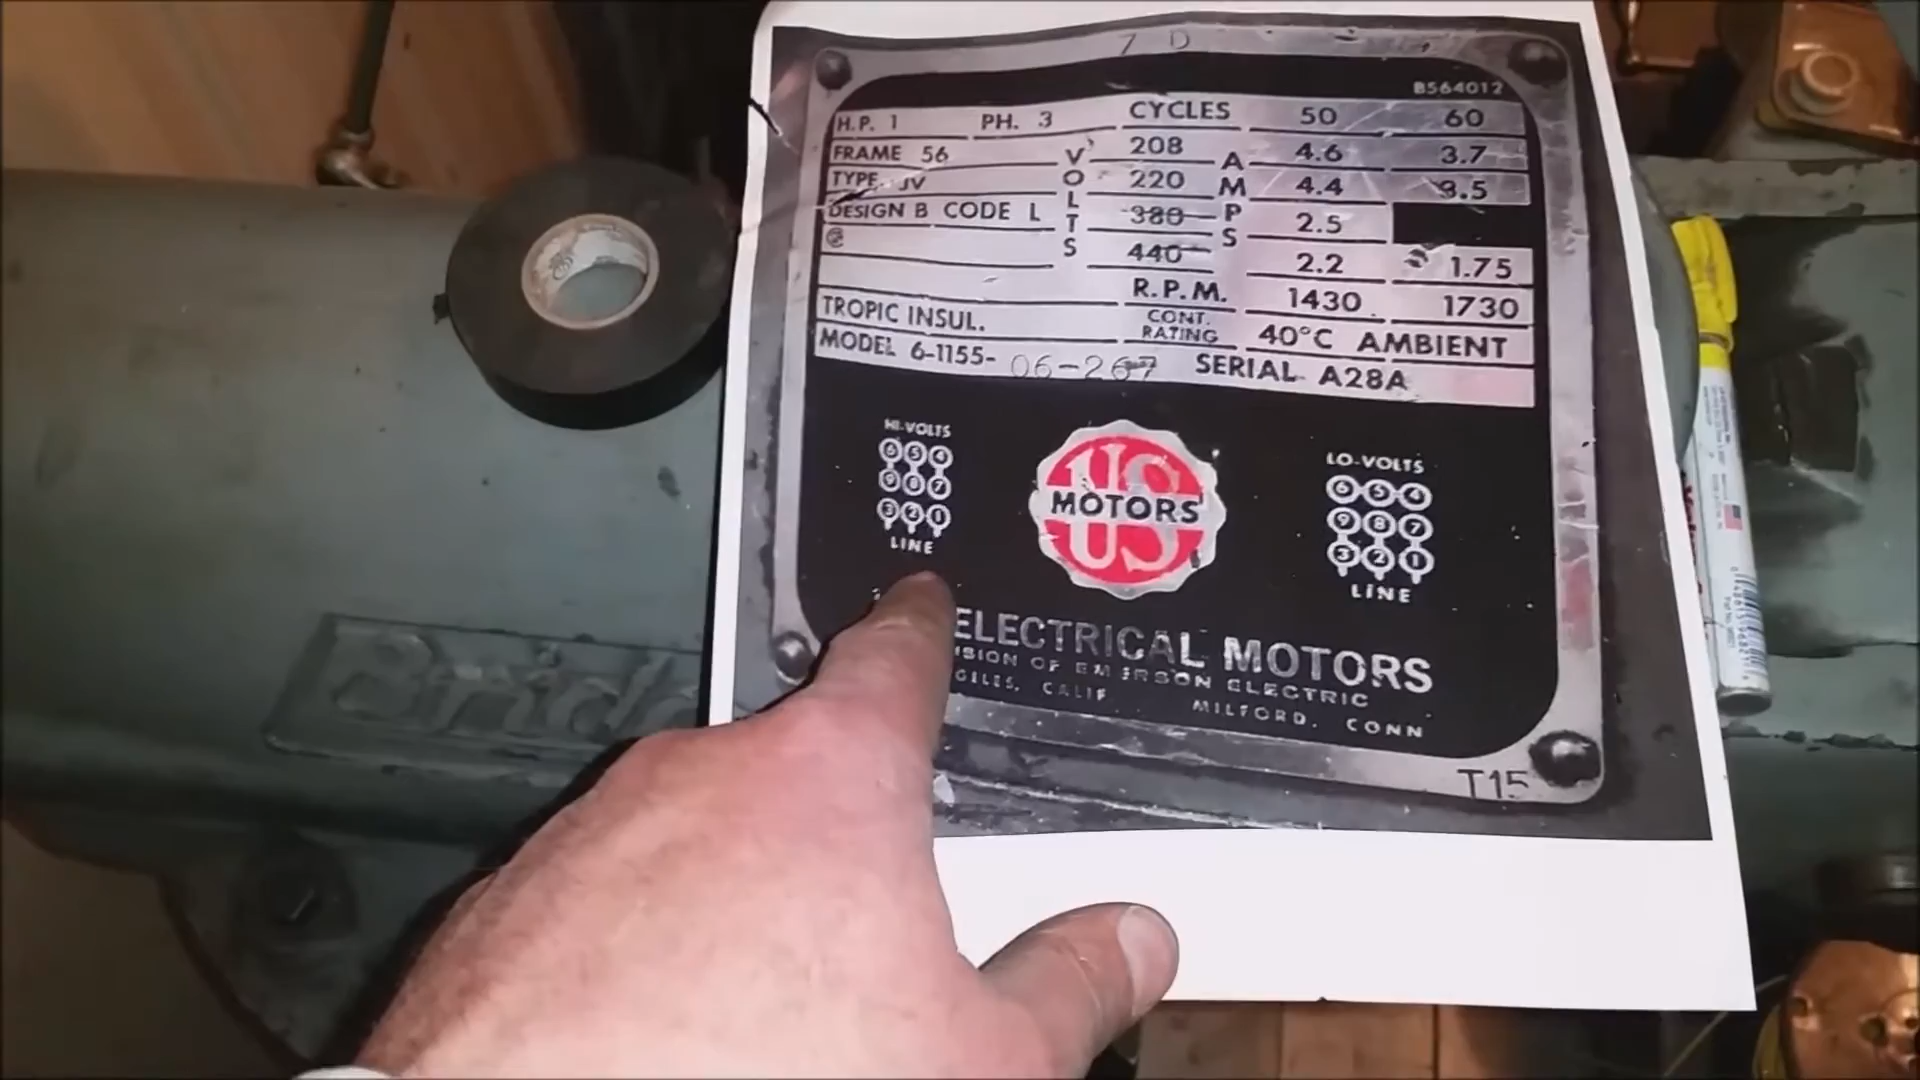 7 D
B564012
H.P. 1 PH. 3 CYCLES 50 60
FRAME 56 VOLTS 208 AMPS 4.6 3.7
TYPE JV 220 4.4 3.5
DESIGN B CODE L 380 2.5
440 2.2 1.75
R.P.M. 1430 1730
TROPIC INSUL. CONT. RATING 40°C AMBIENT
MODEL 6-1155-06-267 SERIAL A28A
HI-VOLTS
6 5 4
9 8 7
3 2 1
LINE
US
MOTORS
LO-VOLTS
6 5 4
9 8 7
3 2 1
LINE
ELECTRICAL MOTORS
OF EMERSON ELECTRIC
CALIF MILFORD, CONN
T15
Brid